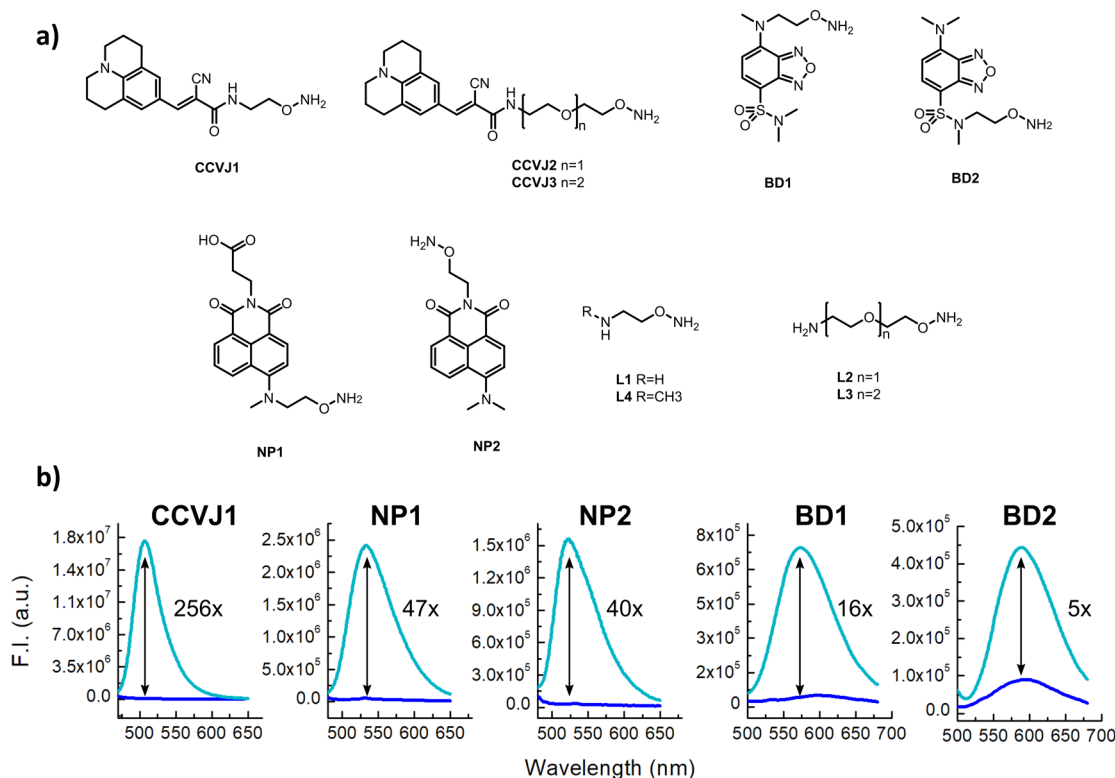 a)
N
CN
H
N
O
O
NH2
CCVJ1
N
CN
H
N
O
O
n
O
NH2
CCVJ2 n=1
CCVJ3 n=2
N
O
NH2
N
O
N
O
S
O
N
BD1
N
N
O
N
O
S
O
N
O
NH2
BD2
HO
O
O
N
O
N
O
NH2
NP1
H2N
O
O
N
O
N
NP2
R
N
H
O
NH2
L1 R=H
L4 R=CH3
H2N
O
n
O
NH2
L2 n=1
L3 n=2
b)
CCVJ1
NP1
NP2
BD1
BD2
F.I. (a.u.)
1.8x10^7
1.4x10^7
1.1x10^7
7.0x10^6
3.5x10^6
0.0
256x
500 550 600 650
3.0x10^6
2.5x10^6
2.0x10^6
1.5x10^6
1.0x10^6
5.0x10^5
0.0
47x
500 550 600 650
1.5x10^6
1.2x10^6
9.0x10^5
6.0x10^5
3.0x10^5
0.0
40x
500 550 600 650
8x10^5
7x10^5
5x10^5
3x10^5
2x10^5
0
16x
500 550 600 650 700
5.0x10^5
4.0x10^5
3.0x10^5
2.0x10^5
1.0x10^5
0.0
5x
500 550 600 650 700
Wavelength (nm)